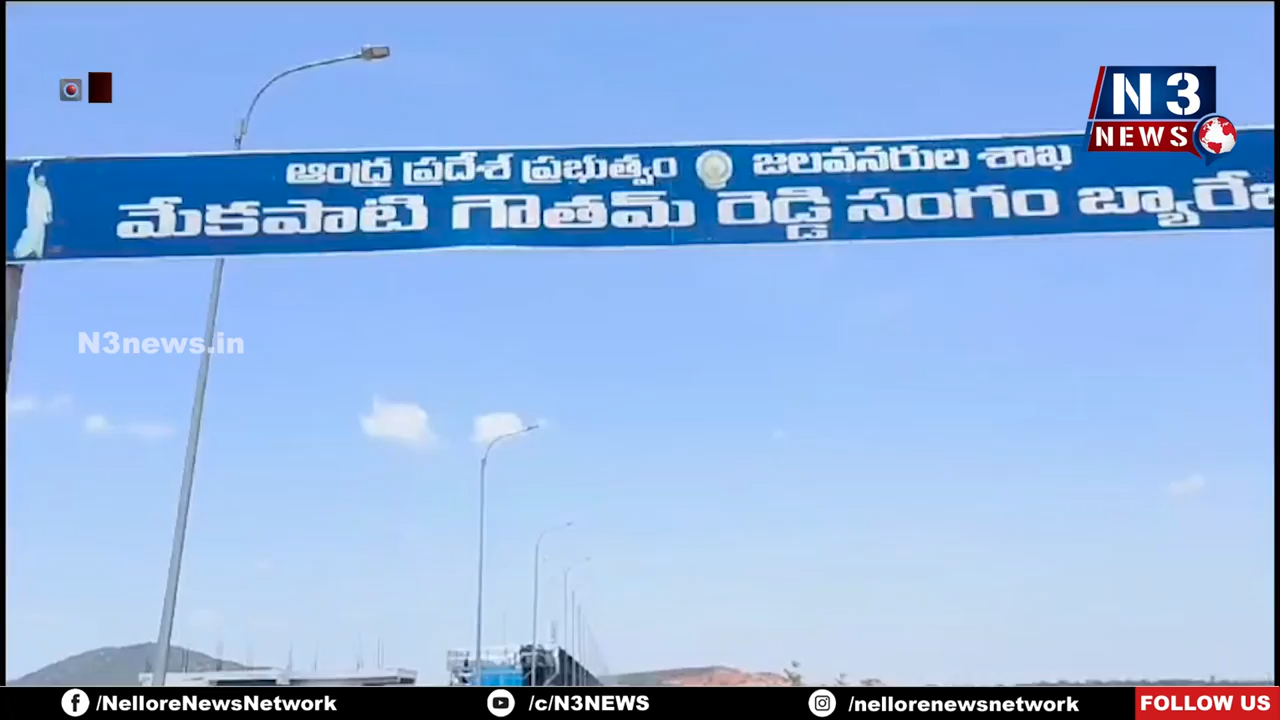 N3
NEWS
ఆంధ్ర ప్రదేశ్ ప్రభుత్వం జలవనరుల శాఖ
మేకపాటి గౌతమ్ రెడ్డి సంగం
N3news.in
/NelloreNewsNetwork
/c/N3NEWS
/nellorenewsnetwork
FOLLOW US